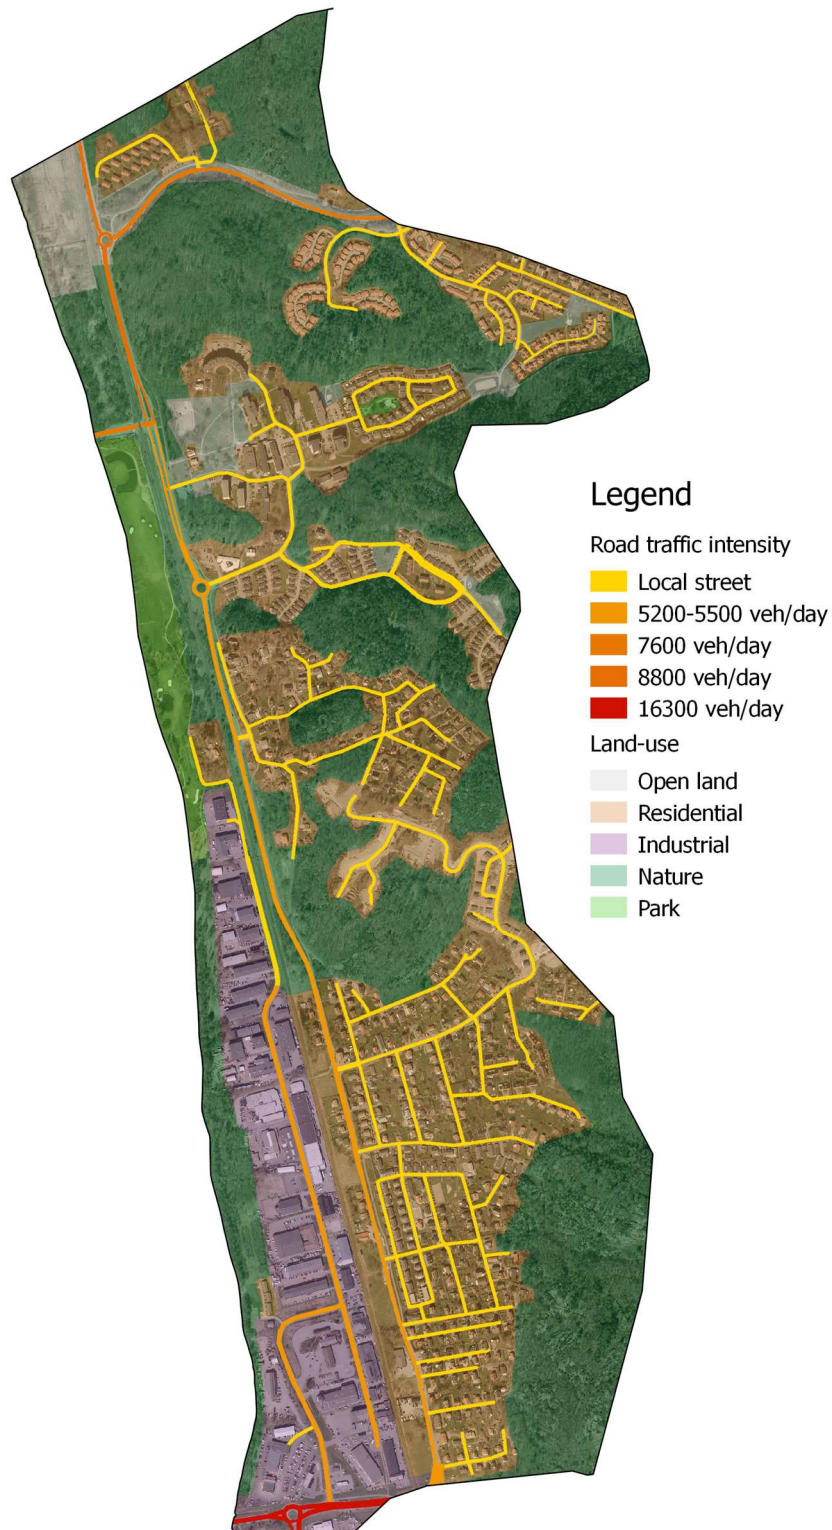 Legend
Road traffic intensity
Local street
5200-5500 veh/day
7600 veh/day
8800 veh/day
16300 veh/day
Land-use
Open land
Residential
Industrial
Nature
Park